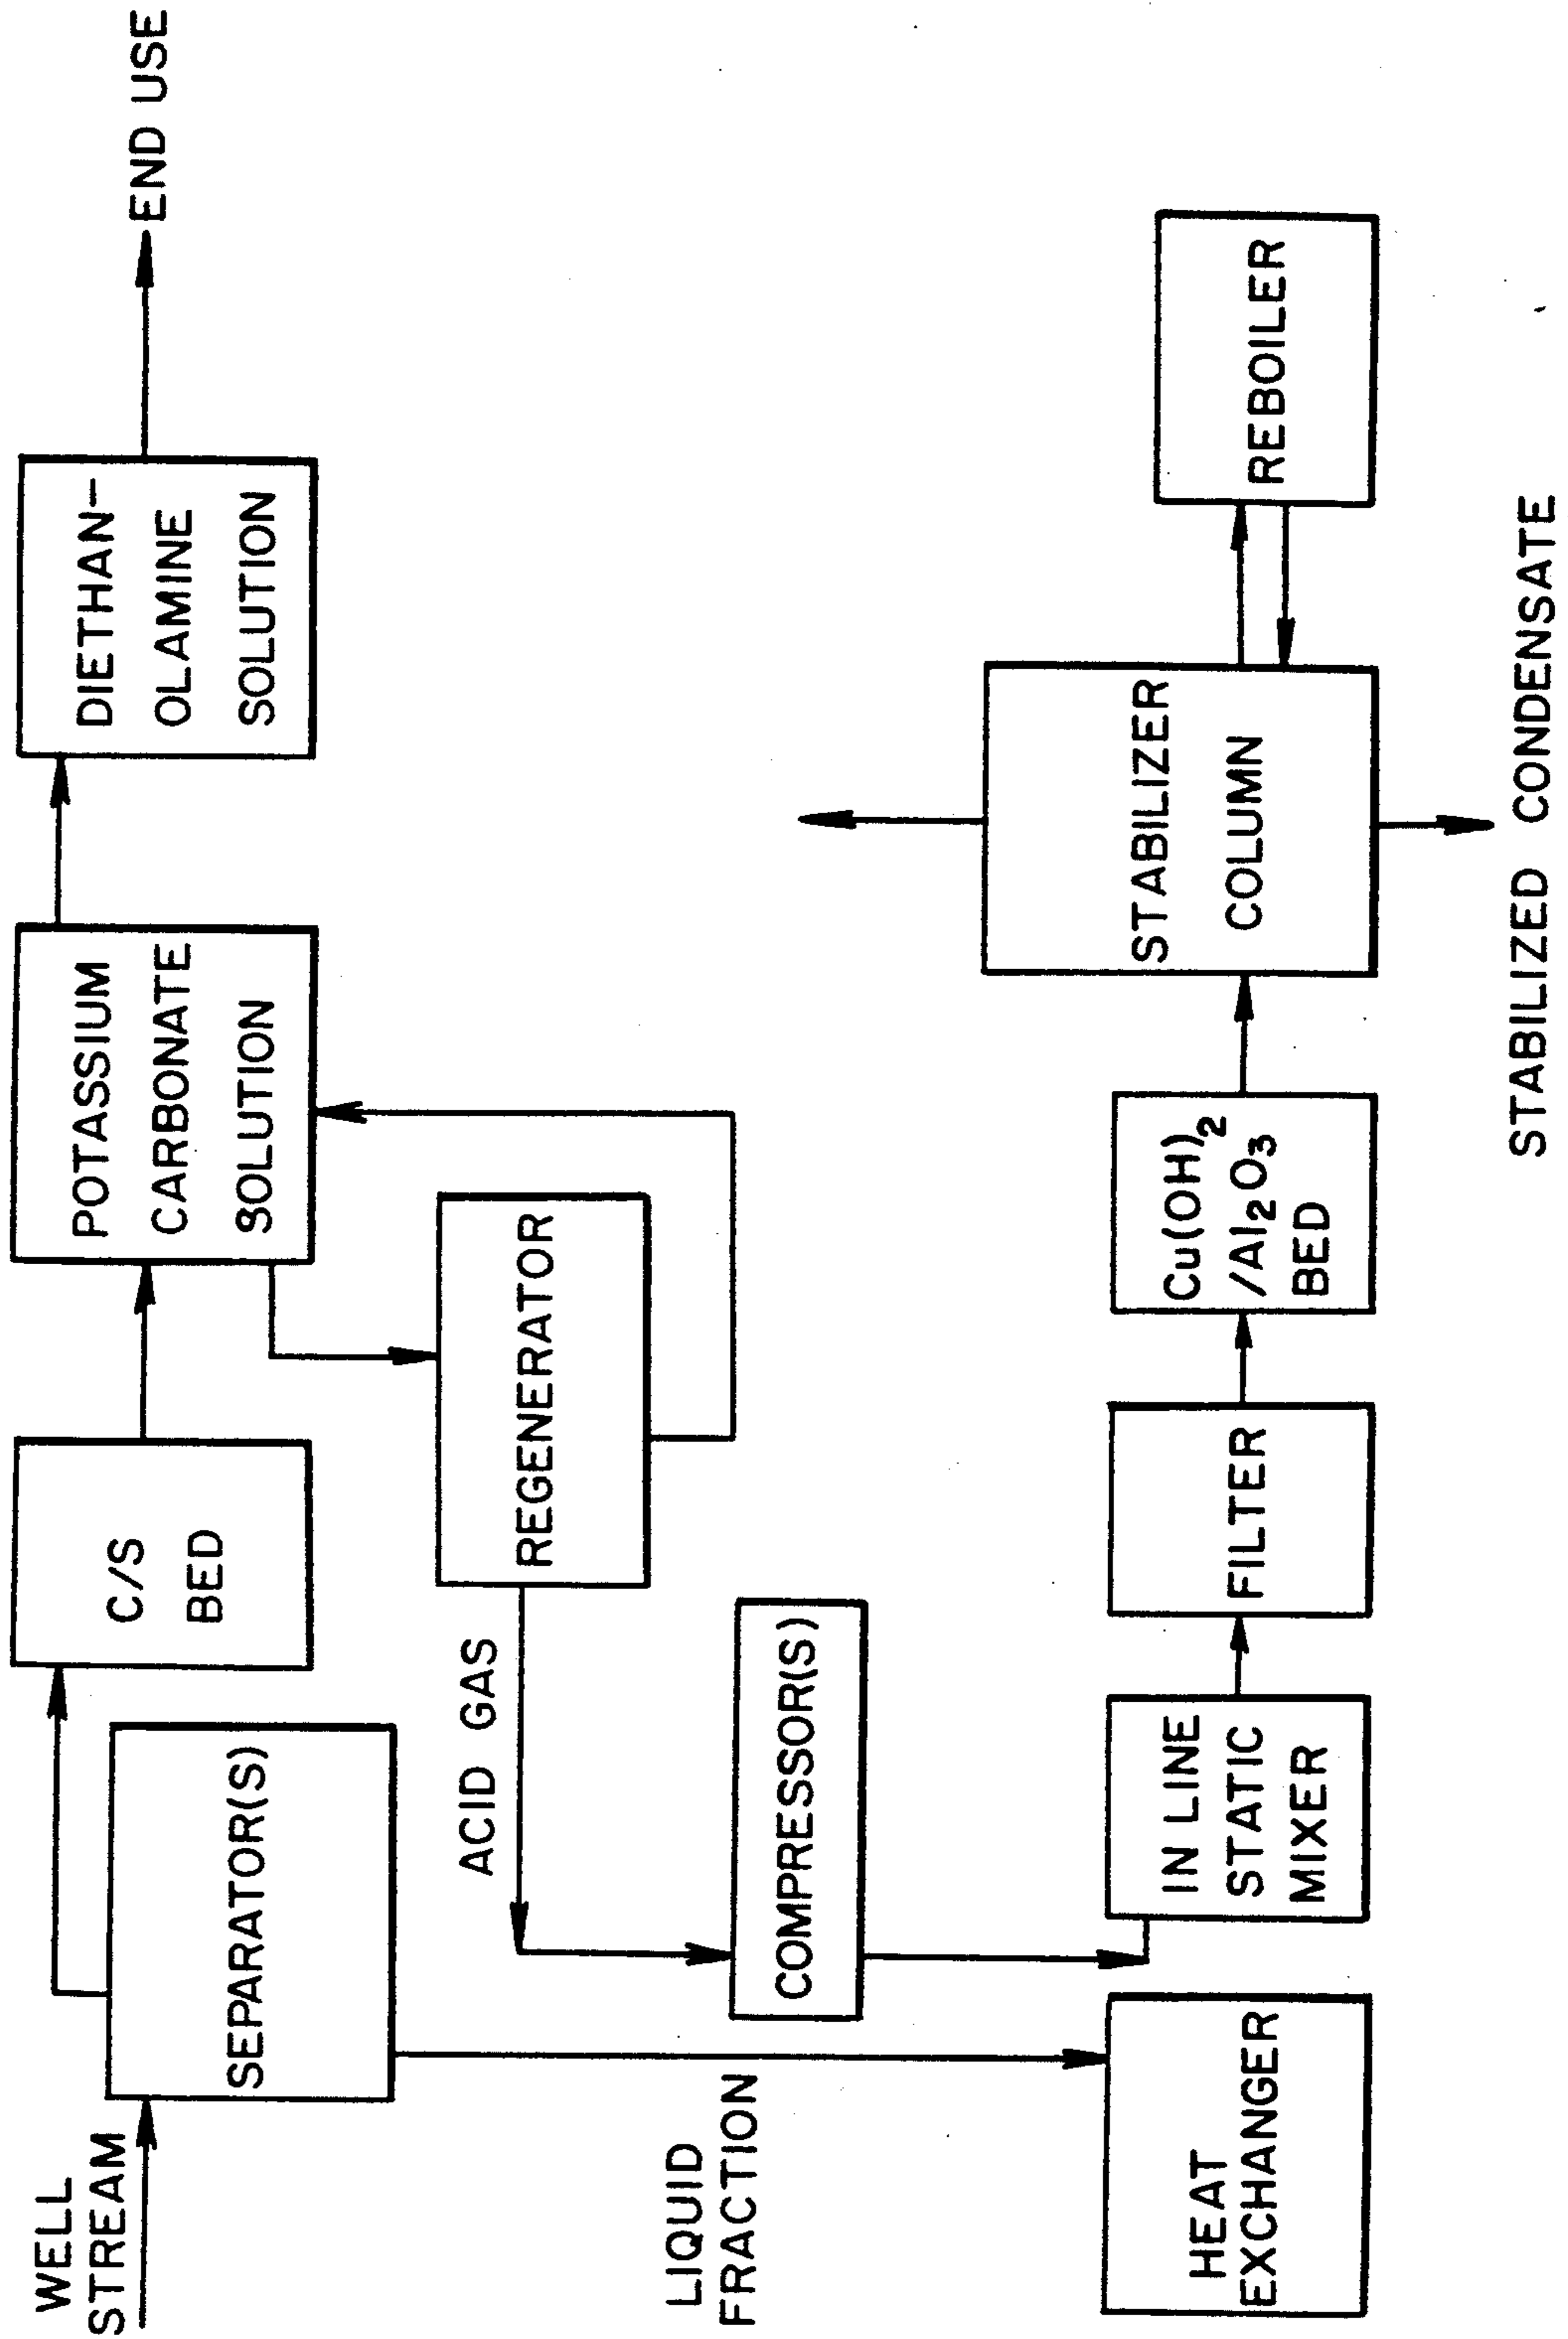 WELL
STREAM
SEPARATOR(S)
C/S
BED
POTASSIUM
CARBONATE
SOLUTION
DIETHAN-
OLAMINE
SOLUTION
END USE
ACID GAS
REGENERATOR
LIQUID
FRACTION
COMPRESSOR(S)
HEAT
EXCHANGER
IN LINE
STATIC
MIXER
FILTER
Cu(OH)₂
/Al₂O₃
BED
STABILIZER
COLUMN
REBOILER
STABILIZED CONDENSATE